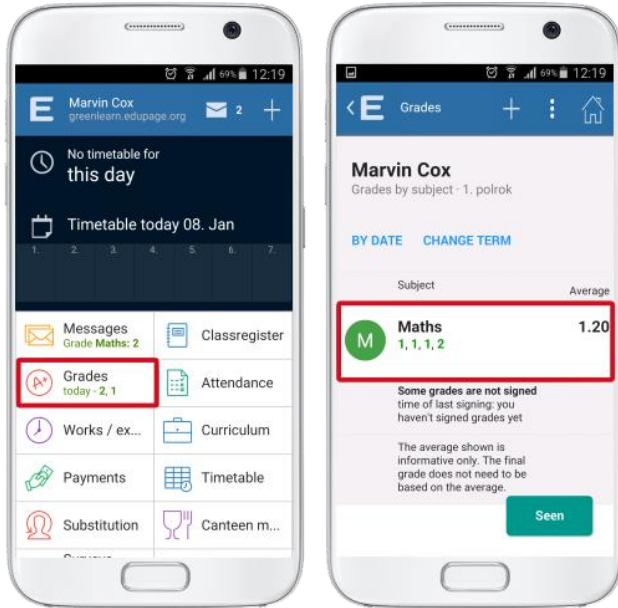 69% 12:19
E Marvin Cox
greenlearn.edupage.org 2 +
No timetable for
this day
Timetable today 08. Jan
1. 2. 3. 4. 5. 6. 7.
Messages
Grade Maths: 2
Classregister
A+ Grades
today - 2, 1
Attendance
Works / ex...
Curriculum
Payments
Timetable
Substitution
Canteen m...
69% 12:19
< E Grades +
Marvin Cox
Grades by subject · 1. polrok
BY DATE CHANGE TERM
Subject Average
M Maths 1.20
1, 1, 1, 2
Some grades are not signed
time of last signing: you
haven't signed grades yet
The average shown is
informative only. The final
grade does not need to be
based on the average.
Seen